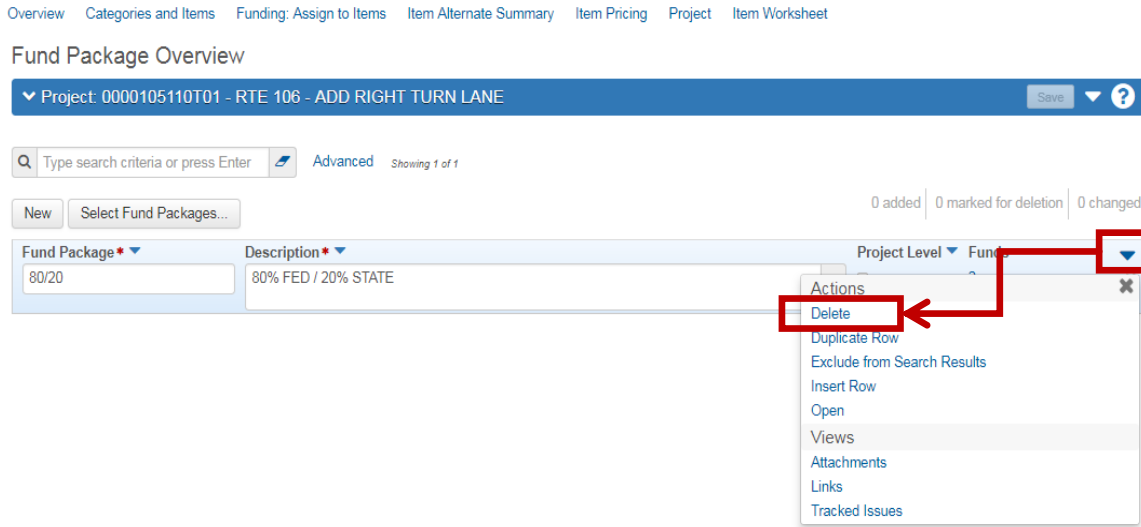 Overview Categories and Items Funding: Assign to Items Item Alternate Summary Item Pricing Project Item Worksheet
Fund Package Overview
Project: 0000105110T01 - RTE 106 - ADD RIGHT TURN LANE Save ?
Type search criteria or press Enter Advanced Showing 1 of 1
0 added 0 marked for deletion 0 changed
New Select Fund Packages...
Fund Package* Description* Project Level Funds
80/20 80% FED / 20% STATE
Actions
Delete
Duplicate Row
Exclude from Search Results
Insert Row
Open
Views
Attachments
Links
Tracked Issues